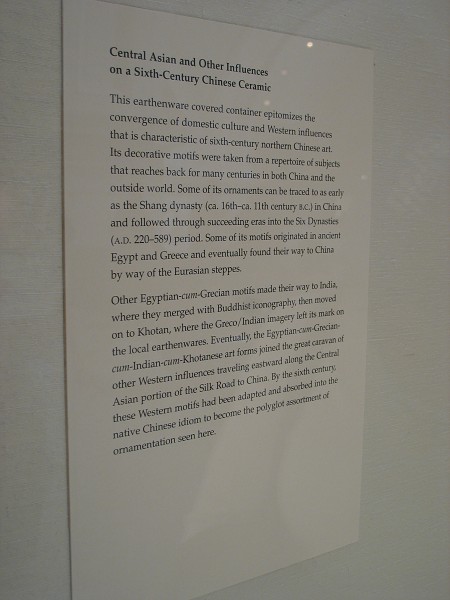 Central Asian and Other Influences
on a Sixth-Century Chinese Ceramic
This earthenware covered container epitomizes the
convergence of domestic culture and Western influences
that is characteristic of sixth-century northern Chinese art.
Its decorative motifs were taken from a repertoire of subjects
that reaches back for many centuries in both China and the
outside world. Some of its ornaments can be traced to as early
as the Shang dynasty (ca. 16th–ca. 11th century B.C.) in China
and followed through succeeding eras into the Six Dynasties
(A.D. 220–589) period. Some of its motifs originated in ancient
Egypt and Greece and eventually found their way to China
by way of the Eurasian steppes.
Other Egyptian-cum-Grecian motifs made their way to India,
where they merged with Buddhist iconography, then moved
on to Khotan, where the Greco/Indian imagery left its mark on
the local earthenwares. Eventually, the Egyptian-cum-Grecian-
cum-Indian-cum-Khotanese art forms joined the great caravan of
other Western influences traveling eastward along the Central
Asian portion of the Silk Road to China. By the sixth century,
these Western motifs had been adapted and absorbed into the
native Chinese idiom to become the polyglot assortment of
ornamentation seen here.